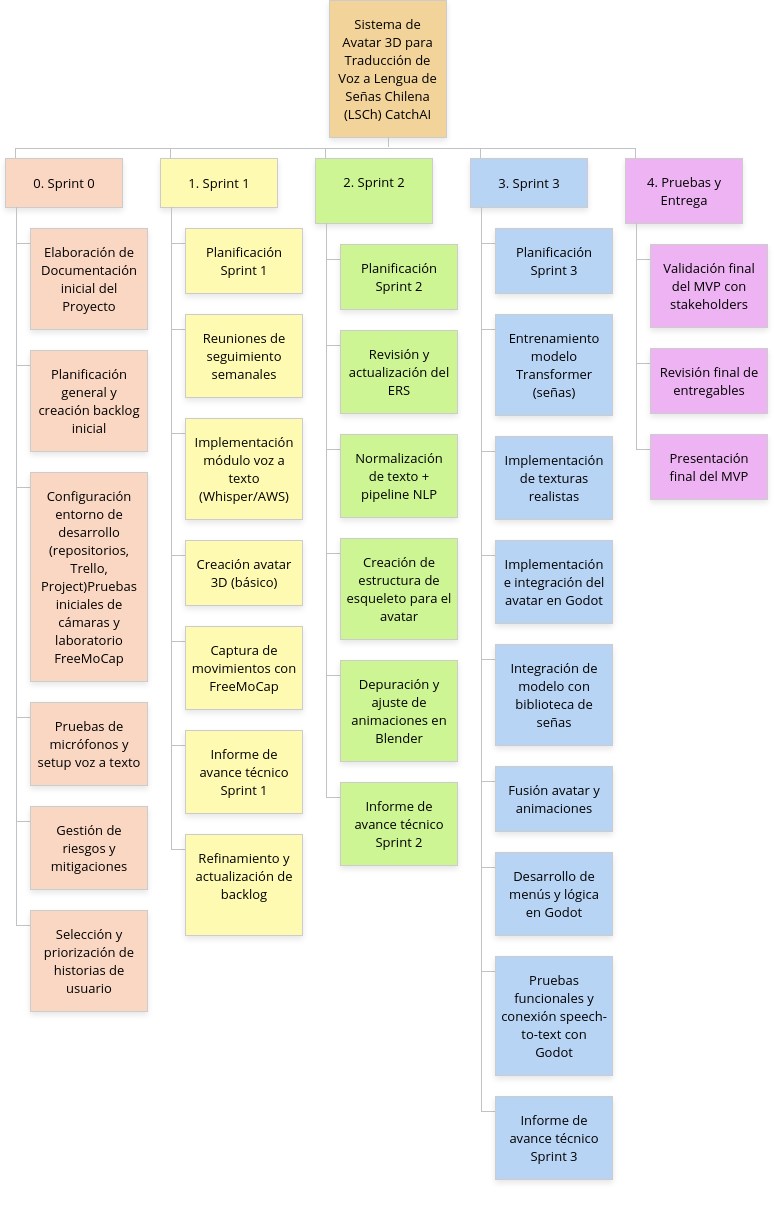 Sistema de
Avatar 3D para
Traducción de
Voz a Lengua de
Señas Chilena
(LSCh) CatchAI
0. Sprint 0
Elaboración de
Documentación
inicial del
Proyecto
Planificación
general y
creación backlog
inicial
Configuración
entorno de
desarrollo
(repositorios,
Trello,
Project)Pruebas
iniciales de
cámaras y
laboratorio
FreeMoCap
Pruebas de
micrófonos y
setup voz a texto
Gestión de
riesgos y
mitigaciones
Selección y
priorización de
historias de
usuario
1. Sprint 1
Planificación
Sprint 1
Reuniones de
seguimiento
semanales
Implementación
módulo voz a
texto
(Whisper/AWS)
Creación avatar
3D (básico)
Captura de
movimientos con
FreeMoCap
Informe de
avance técnico
Sprint 1
Refinamiento y
actualización de
backlog
2. Sprint 2
Planificación
Sprint 2
Revisión y
actualización del
ERS
Normalización
de texto +
pipeline NLP
Creación de
estructura de
esqueleto para el
avatar
Depuración y
ajuste de
animaciones en
Blender
Informe de
avance técnico
Sprint 2
3. Sprint 3
Planificación
Sprint 3
Entrenamiento
modelo
Transformer
(señas)
Implementación
de texturas
realistas
Implementación
e integración del
avatar en Godot
Integración de
modelo con
biblioteca de
señas
Fusión avatar y
animaciones
Desarrollo de
menús y lógica
en Godot
Pruebas
funcionales y
conexión speech-
to-text con
Godot
Informe de
avance técnico
Sprint 3
4. Pruebas y
Entrega
Validación final
del MVP con
stakeholders
Revisión final de
entregables
Presentación
final del MVP